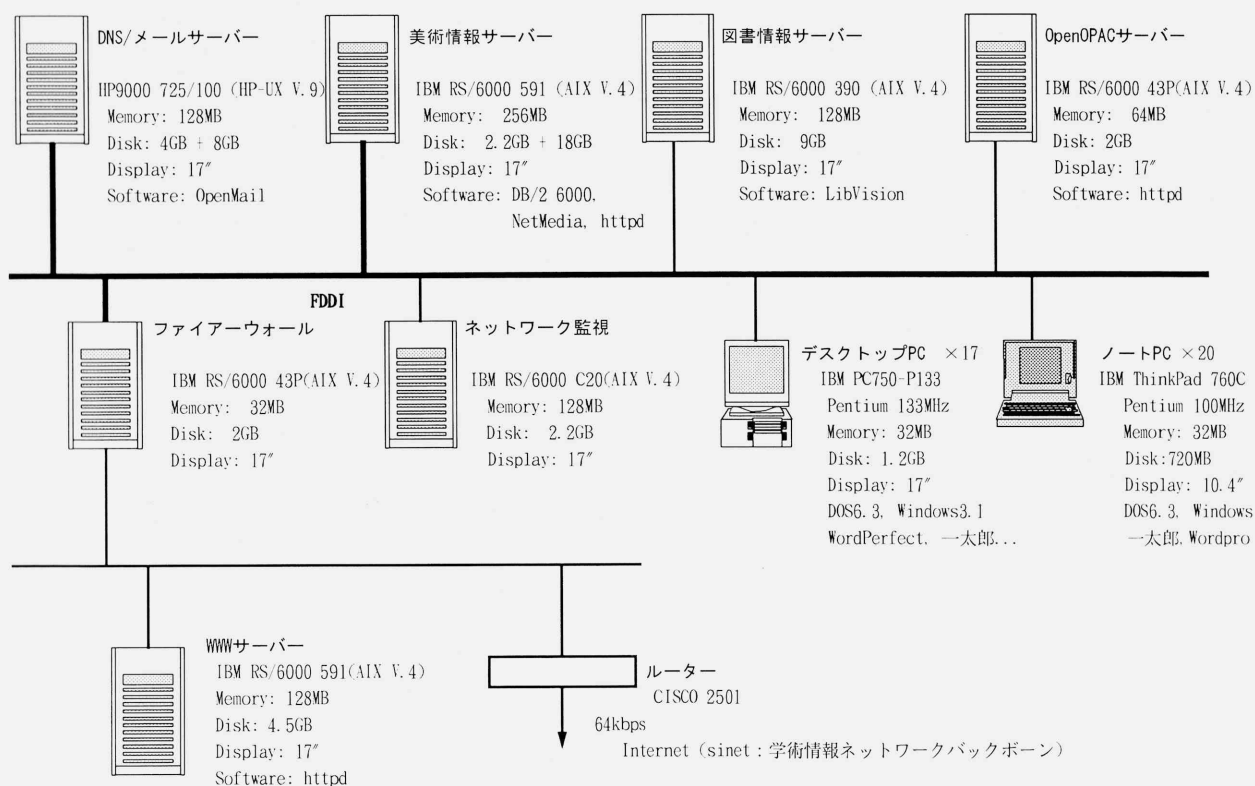 DNS/メールサーバー
HP9000 725/100 (HP-UX V.9)
Memory: 128MB
Disk: 4GB + 8GB
Display: 17″
Software: OpenMail
美術情報サーバー
IBM RS/6000 591 (AIX V.4)
Memory: 256MB
Disk: 2.2GB + 18GB
Display: 17″
Software: DB/2 6000,
NetMedia, httpd
図書情報サーバー
IBM RS/6000 390 (AIX V.4)
Memory: 128MB
Disk: 9GB
Display: 17″
Software: LibVision
OpenOPACサーバー
IBM RS/6000 43P(AIX V.4)
Memory: 64MB
Disk: 2GB
Display: 17″
Software: httpd
FDDI
ファイアーウォール
IBM RS/6000 43P(AIX V.4)
Memory: 32MB
Disk: 2GB
Display: 17″
ネットワーク監視
IBM RS/6000 C20(AIX V.4)
Memory: 128MB
Disk: 2.2GB
Display: 17″
デスクトップPC ×17
IBM PC750-P133
Pentium 133MHz
Memory: 32MB
Disk: 1.2GB
Display: 17″
DOS6.3, Windows3.1
WordPerfect, 一太郎...
ノートPC ×20
IBM ThinkPad 760C
Pentium 100MHz
Memory: 32MB
Disk:720MB
Display: 10.4″
DOS6.3, Windows
一太郎, Wordpro
WWWサーバー
IBM RS/6000 591(AIX V.4)
Memory: 128MB
Disk: 4.5GB
Display: 17″
Software: httpd
ルーター
CISCO 2501
64kbps
Internet (sinet : 学術情報ネットワークバックボーン)